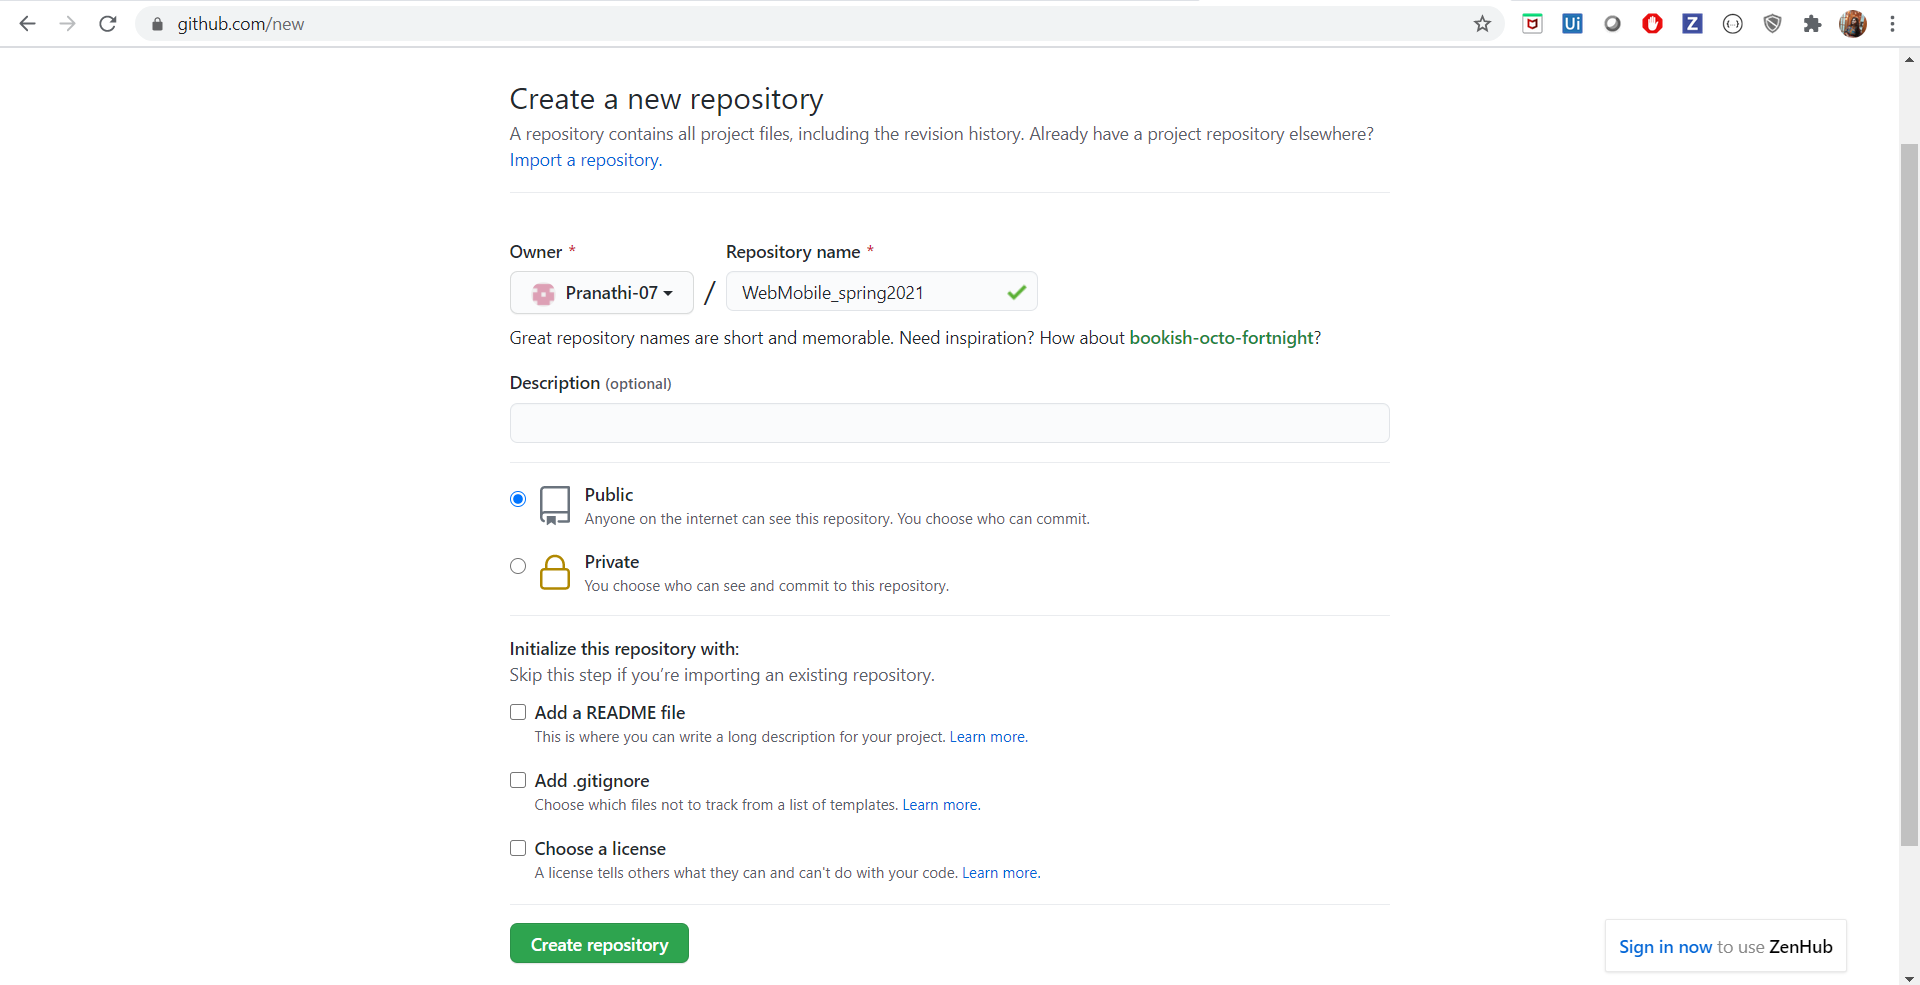 github.com/new
Ui
Z
Create a new repository
A repository contains all project files, including the revision history. Already have a project repository elsewhere?
Import a repository.
Owner *
Repository name *
Pranathi-07
/
WebMobile_spring2021
Great repository names are short and memorable. Need inspiration? How about bookish-octo-fortnight?
Description (optional)
Public
Anyone on the internet can see this repository. You choose who can commit.
Private
You choose who can see and commit to this repository.
Initialize this repository with:
Skip this step if you’re importing an existing repository.
Add a README file
This is where you can write a long description for your project. Learn more.
Add .gitignore
Choose which files not to track from a list of templates. Learn more.
Choose a license
A license tells others what they can and can't do with your code. Learn more.
Create repository
Sign in now to use ZenHub